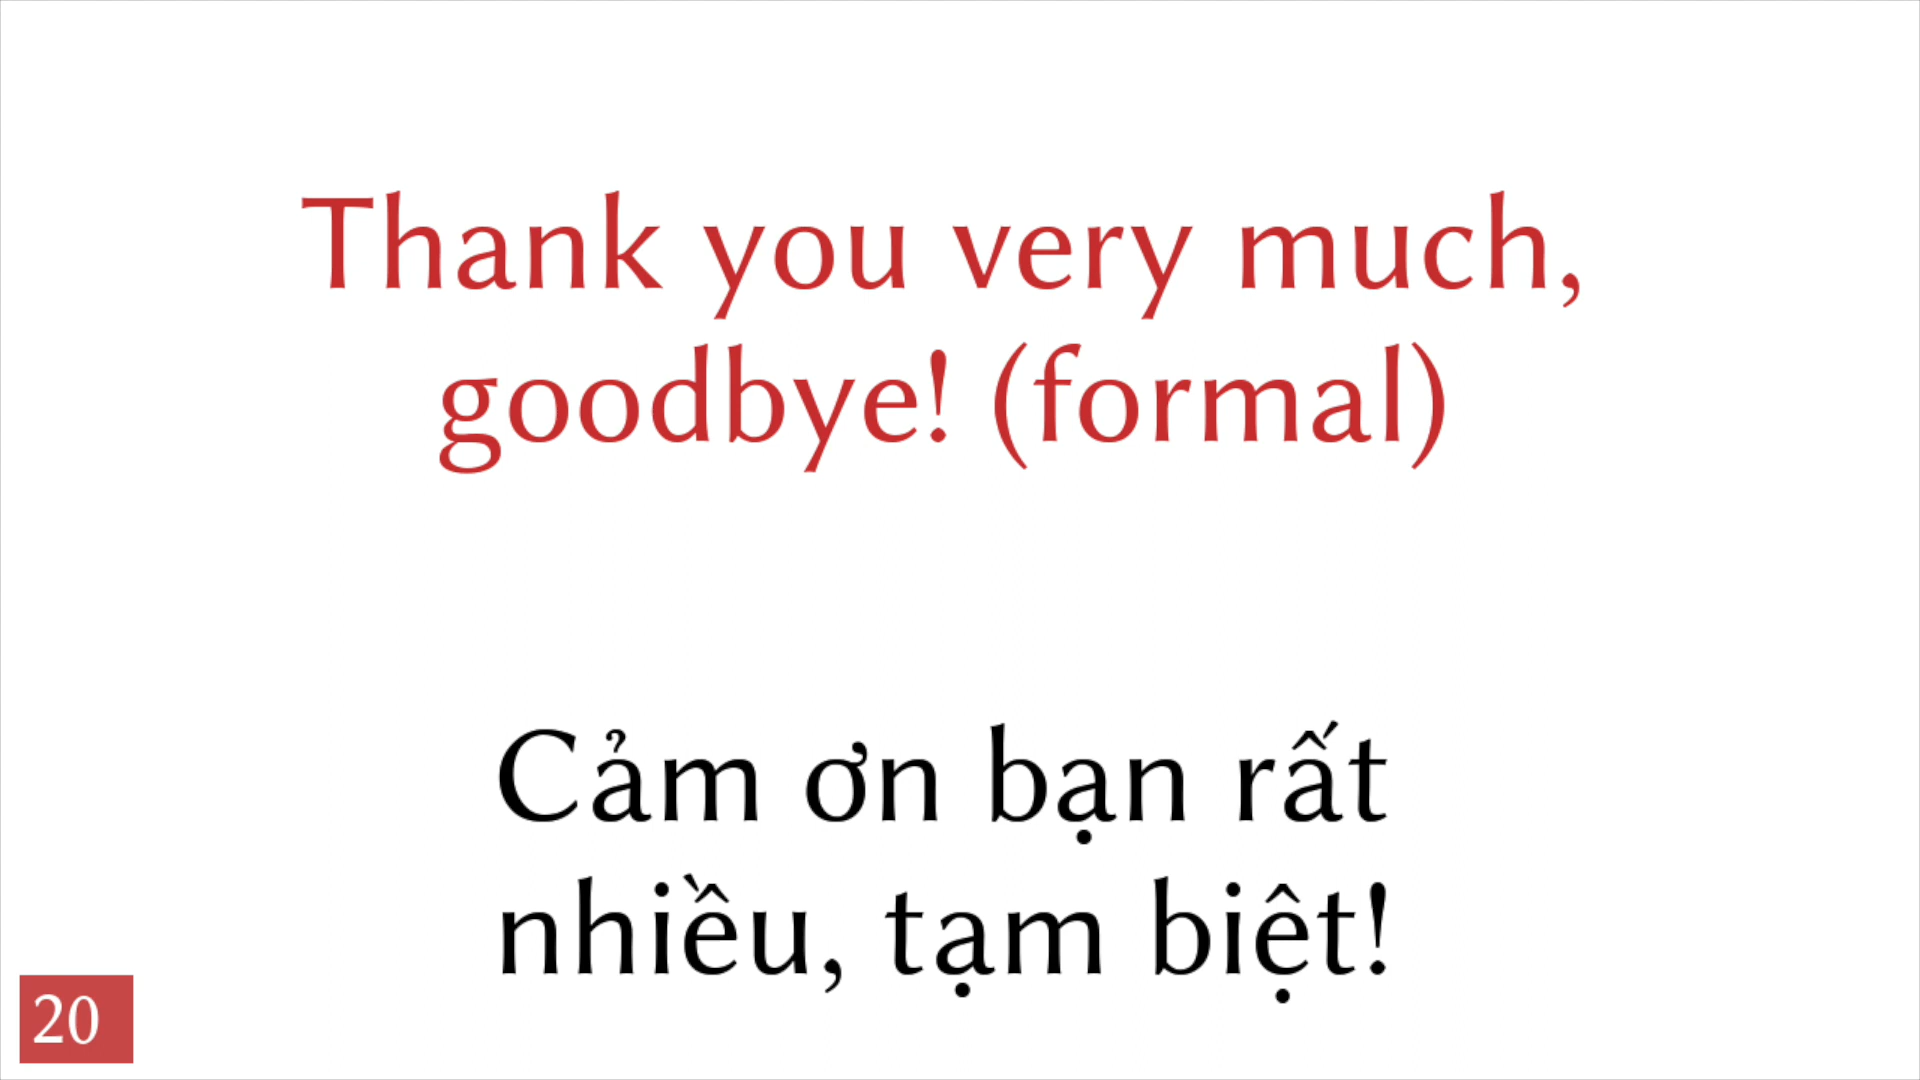 Thank you very much,
goodbye! (formal)
Cảm ơn bạn rất
nhiều, tạm biệt!
20